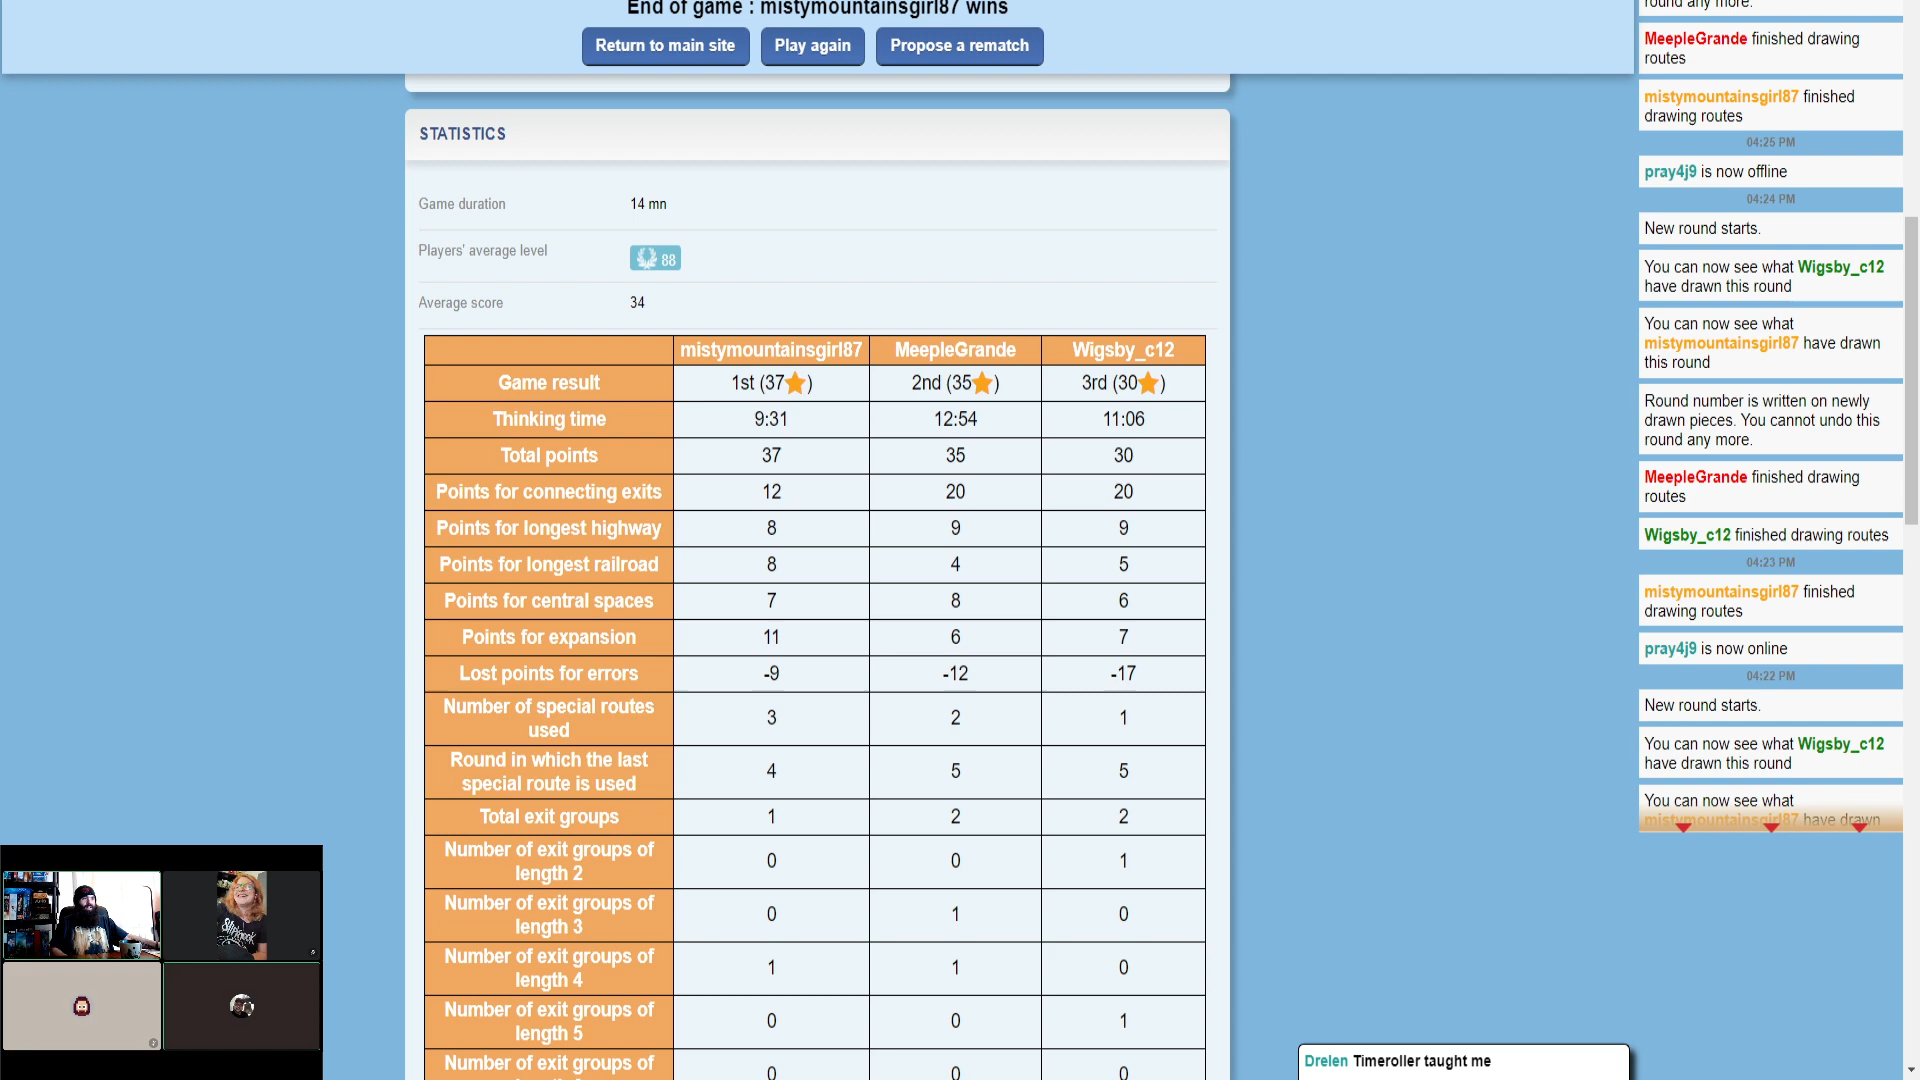 End of game : mistymountainsgirl87 wins
Return to main site
Play again
Propose a rematch
STATISTICS
Game duration 14 mn
Players' average level 88
Average score 34
mistymountainsgirl87 MeepleGrande Wigsby_c12
Game result 1st (37) 2nd (35) 3rd (30)
Thinking time 9:31 12:54 11:06
Total points 37 35 30
Points for connecting exits 12 20 20
Points for longest highway 8 9 9
Points for longest railroad 8 4 5
Points for central spaces 7 8 6
Points for expansion 11 6 7
Lost points for errors -9 -12 -17
Number of special routes
used 3 2 1
Round in which the last
special route is used 4 5 5
Total exit groups 1 2 2
Number of exit groups of
length 2 0 0 1
Number of exit groups of
length 3 0 1 0
Number of exit groups of
length 4 1 1 0
Number of exit groups of
length 5 0 0 1
Number of exit groups of
0 0 0
round any more.
MeepleGrande finished drawing
routes
mistymountainsgirl87 finished
drawing routes
04:25 PM
pray4j9 is now offline
04:24 PM
New round starts.
You can now see what Wigsby_c12
have drawn this round
You can now see what
mistymountainsgirl87 have drawn
this round
Round number is written on newly
drawn pieces. You cannot undo this
round any more.
MeepleGrande finished drawing
routes
Wigsby_c12 finished drawing routes
04:23 PM
mistymountainsgirl87 finished
drawing routes
pray4j9 is now online
04:22 PM
New round starts.
You can now see what Wigsby_c12
have drawn this round
You can now see what
mistymountainsgirl87 have drawn
Slipknot
Drelen Timeroller taught me